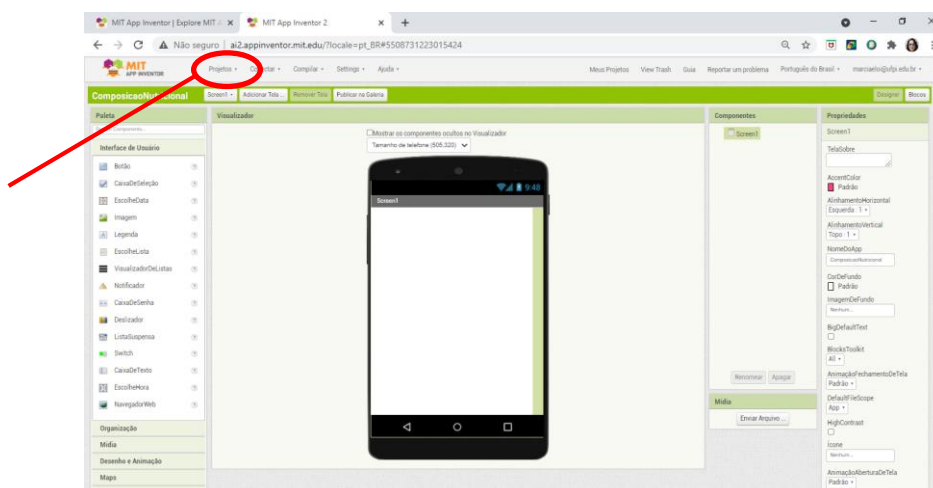 MIT App Inventor | Explore MIT A
MIT App Inventor 2
Não seguro | ai2.appinventor.mit.edu/?locale=pt_BR#5508731223015424
MIT
APP INVENTOR
Projetos Conectar Compilar Settings Ajuda
Meus Projetos View Trash Guia Reportar um problema Português do Brasil marciaelio@ufpi.edu.br
ComposicaoNutricional Screen1 Adicionar Tela ... Remover Tela Publicar na Galeria Designer Blocos
Paleta
Interface de Usuário
Botão
CaixaDeSeleção
EscolheData
Imagem
Legenda
EscolheLista
VisualizadorDeListas
Notificador
CaixaDeSenha
Deslizador
ListaSuspensa
Switch
CaixaDeTexto
EscolheHora
NavegadorWeb
Organização
Mídia
Desenho e Animação
Maps
Visualizador
Mostrar os componentes ocultos no Visualizador
Tamanho de telefone (505,320)
9:48
Screen1
Componentes
Screen1
Renomear Apagar
Mídia
Enviar Arquivo ...
Propriedades
Screen1
TelaSobre
AccentColor
Padrão
AlinhamentoHorizontal
Esquerda : 1
AlinhamentoVertical
Topo : 1
NomeDoApp
ComposicaoNutricional
CorDeFundo
Padrão
ImagemDeFundo
Nenhum...
BigDefaultText
BlocksToolkit
All
AnimaçãoFechamentoDeTela
Padrão
DefaultFileScope
App
HighContrast
Ícone
Nenhum...
AnimaçãoAberturaDeTela
Padrão